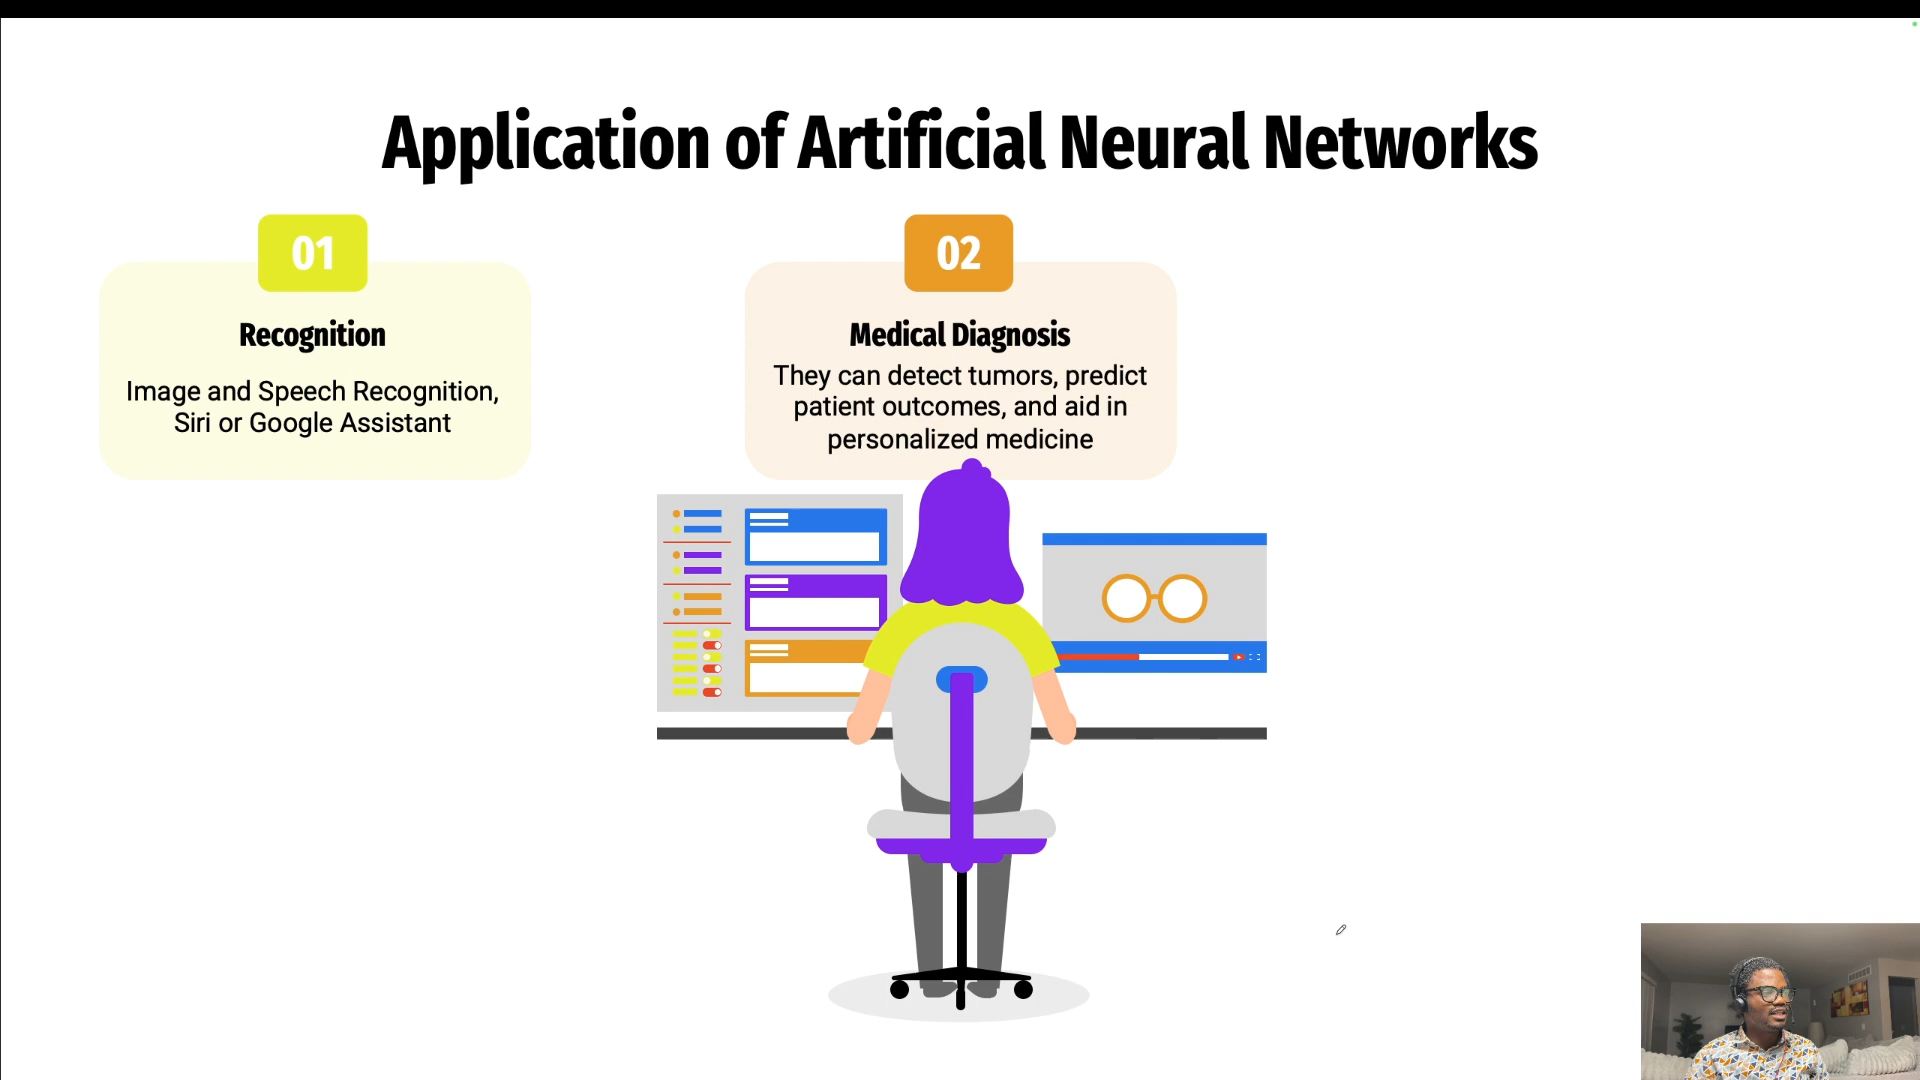 Application of Artificial Neural Networks
01
Recognition
Image and Speech Recognition,
Siri or Google Assistant
02
Medical Diagnosis
They can detect tumors, predict
patient outcomes, and aid in
personalized medicine